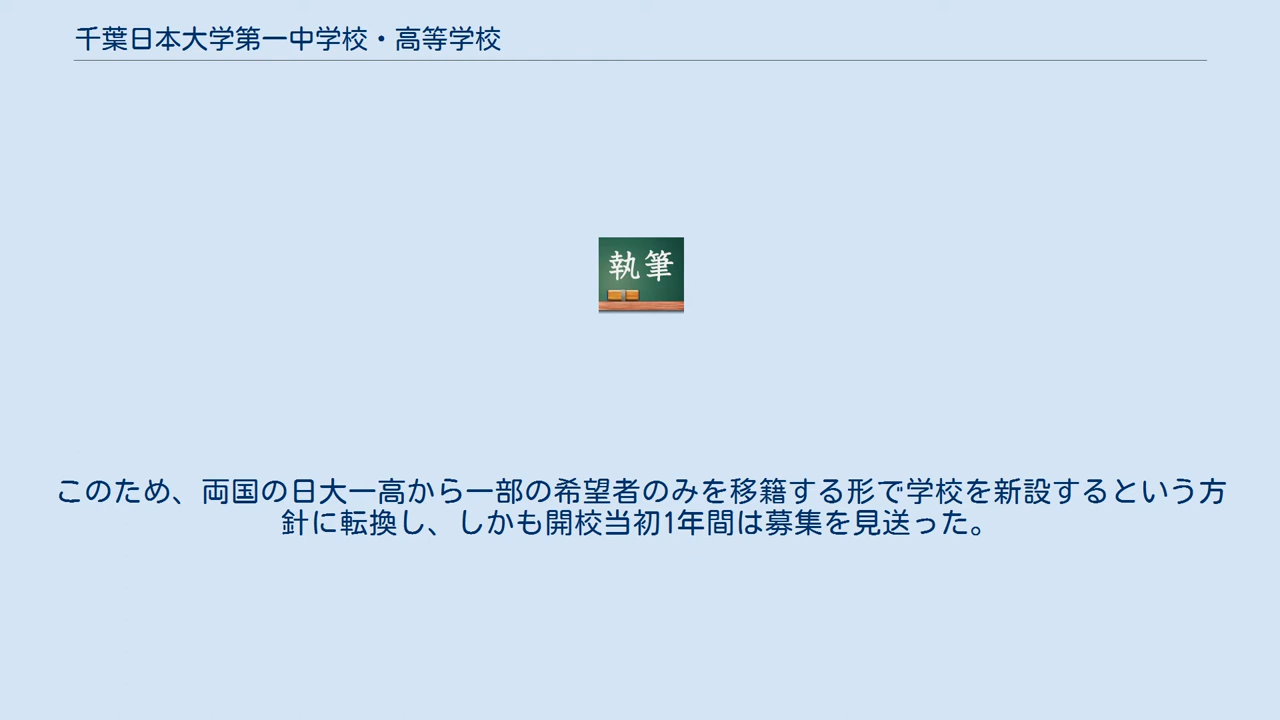 千葉日本大学第一中学校・高等学校
執筆
このため、両国の日大一高から一部の希望者のみを移籍する形で学校を新設するという方
針に転換し、しかも開校当初1年間は募集を見送った。